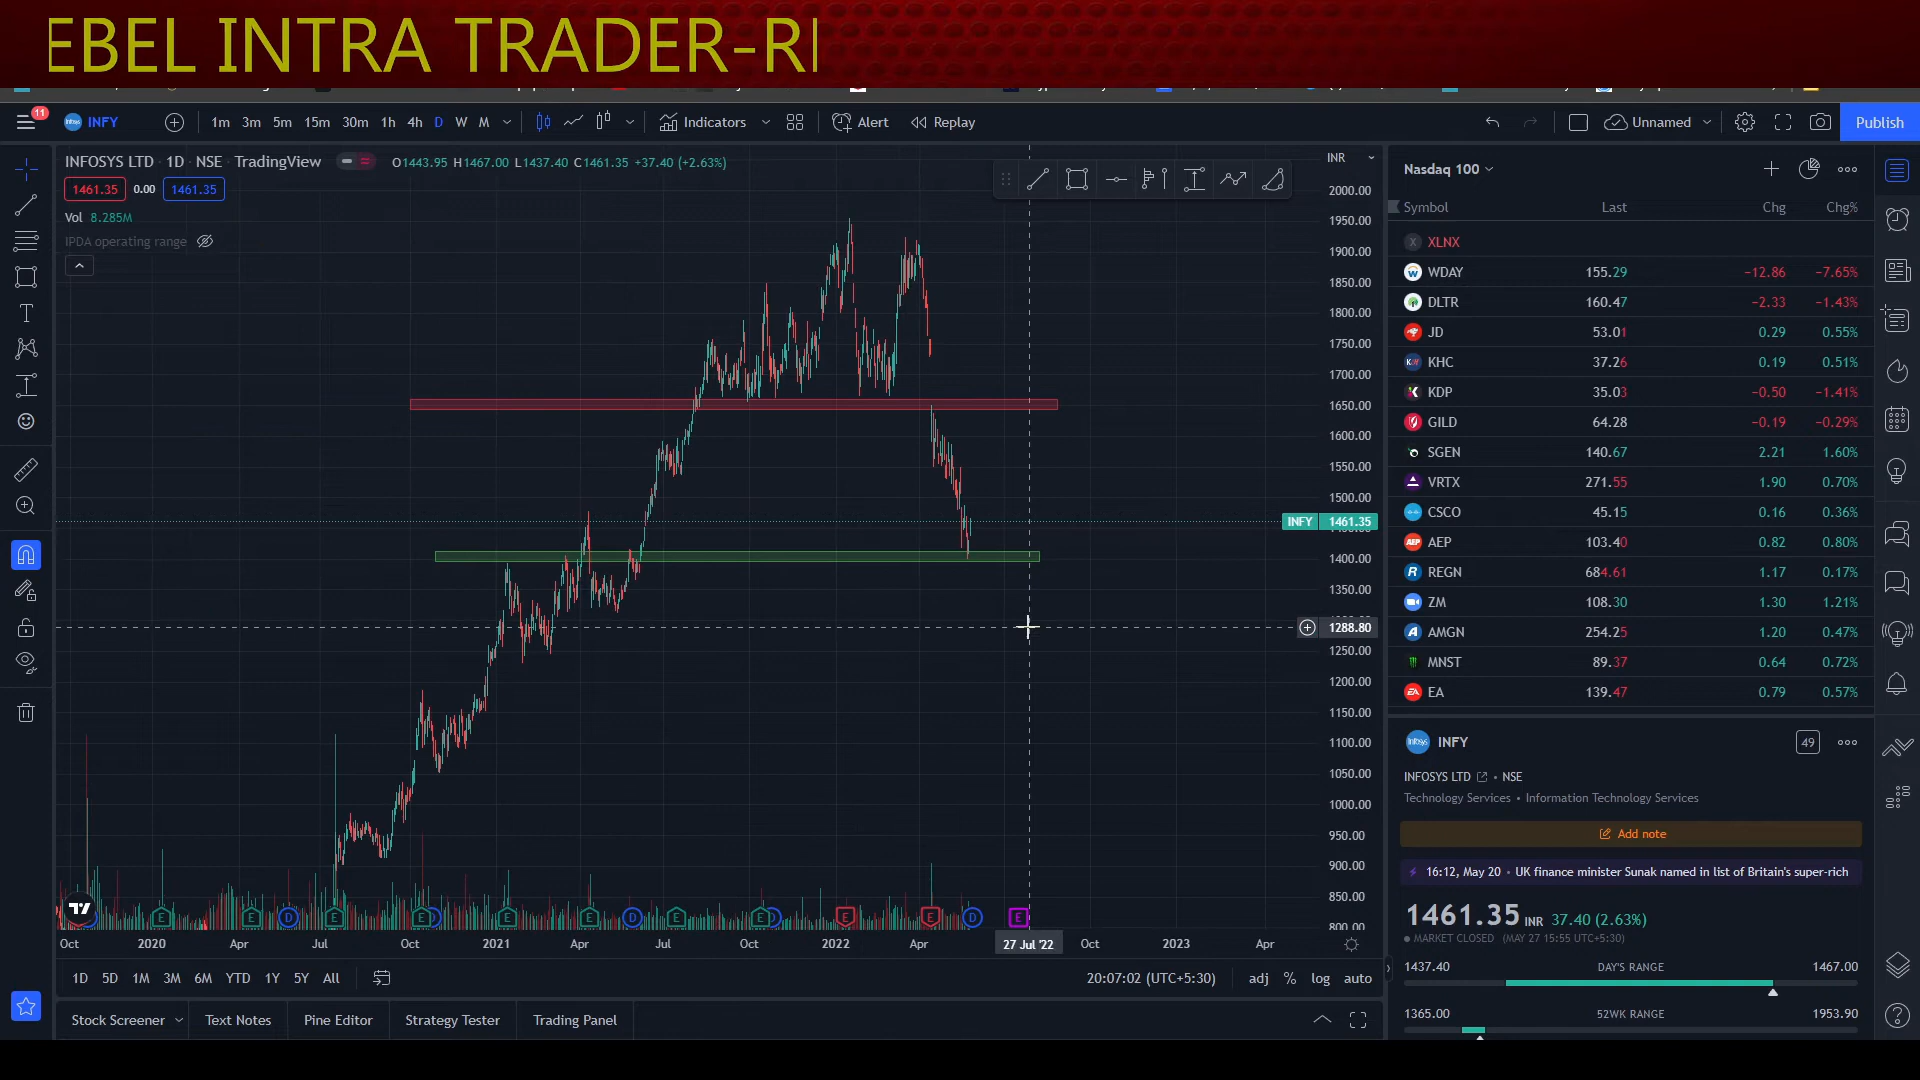 EBEL INTRA TRADER-RI
11
INFY
1m 3m 5m 15m 30m 1h 4h D W M
Indicators
Alert
Replay
Unnamed
Publish
INFOSYS LTD • 1D • NSE • TradingView
O1443.95 H1467.00 L1437.40 C1461.35 +37.40 (+2.63%)
1461.35 0.00 1461.35
Vol 8.285M
IPDA operating range
INR
2000.00
1950.00
1900.00
1850.00
1800.00
1750.00
1700.00
1650.00
1600.00
1550.00
1500.00
INFY 1461.35
1400.00
1350.00
1288.80
1250.00
1200.00
1150.00
1100.00
1050.00
1000.00
950.00
900.00
850.00
800.00
E E D E E D E E D E E D E E D E
Oct 2020 Apr Jul Oct 2021 Apr Jul Oct 2022 Apr 27 Jul '22 Oct 2023 Apr
1D 5D 1M 3M 6M YTD 1Y 5Y All
20:07:02 (UTC+5:30)
adj % log auto
Stock Screener
Text Notes
Pine Editor
Strategy Tester
Trading Panel
Nasdaq 100
Symbol Last Chg Chg%
X XLNX
WDAY 155.29 −12.86 −7.65%
DLTR 160.47 −2.33 −1.43%
JD 53.01 0.29 0.55%
KHC 37.26 0.19 0.51%
KDP 35.03 −0.50 −1.41%
GILD 64.28 −0.19 −0.29%
SGEN 140.67 2.21 1.60%
VRTX 271.55 1.90 0.70%
CSCO 45.15 0.16 0.36%
AEP 103.40 0.82 0.80%
REGN 684.61 1.17 0.17%
ZM 108.30 1.30 1.21%
AMGN 254.25 1.20 0.47%
MNST 89.37 0.64 0.72%
EA 139.47 0.79 0.57%
INFY
49
INFOSYS LTD • NSE
Technology Services • Information Technology Services
Add note
16:12, May 20 • UK finance minister Sunak named in list of Britain's super-rich
1461.35 INR 37.40 (2.63%)
MARKET CLOSED (MAY 27 15:55 UTC+5:30)
1437.40 DAY'S RANGE 1467.00
1365.00 52WK RANGE 1953.90